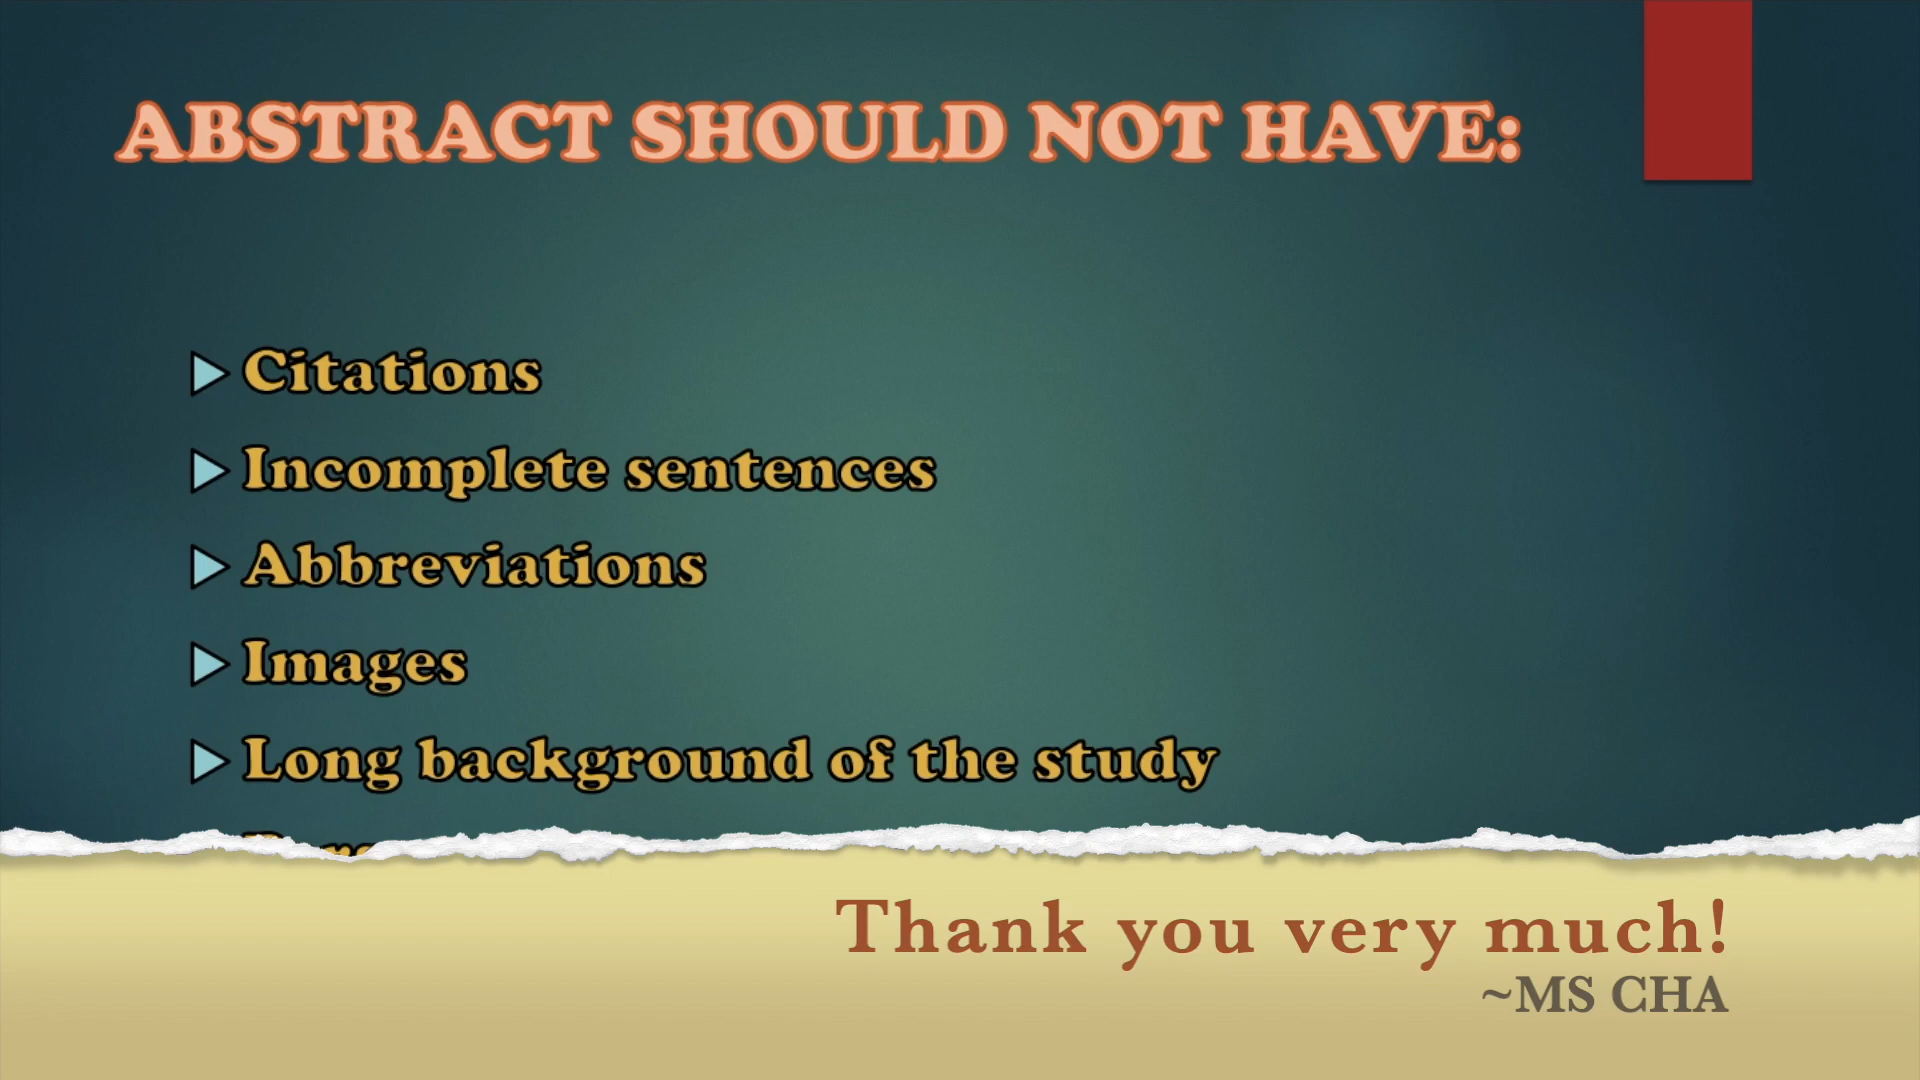 ABSTRACT SHOULD NOT HAVE:
Citations
Incomplete sentences
Abbreviations
Images
Long background of the study
Thank you very much!
~MS CHA